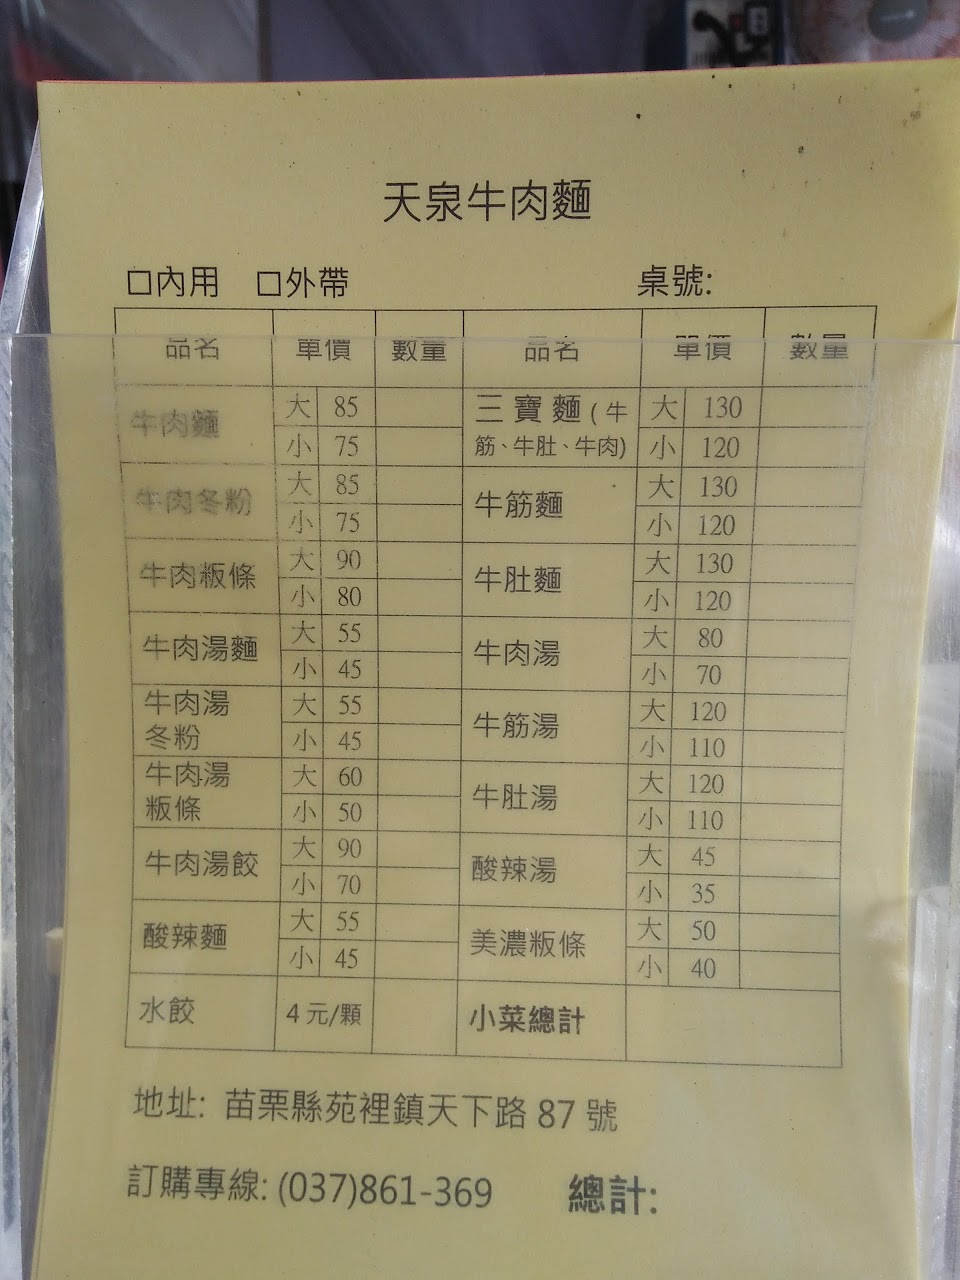 天泉牛肉麵
□內用 □外帶 桌號:
品名 單價 數量 品名 單價 數量
牛肉麵 大 85 三寶麵(牛
小 75 筋、牛肚、牛肉) 大 130
小 120
牛肉冬粉 大 85 牛筋麵 大 130
小 75 小 120
牛肉粄條 大 90 牛肚麵 大 130
小 80 小 120
牛肉湯麵 大 55 牛肉湯 大 80
小 45 小 70
牛肉湯 大 55 牛筋湯 大 120
冬粉 小 45 小 110
牛肉湯 大 60 牛肚湯 大 120
粄條 小 50 小 110
牛肉湯餃 大 90 酸辣湯 大 45
小 70 小 35
酸辣麵 大 55 美濃粄條 大 50
小 45 小 40
水餃 4元/顆 小菜總計
地址: 苗栗縣苑裡鎮天下路 87 號
訂購專線: (037)861-369 總計: